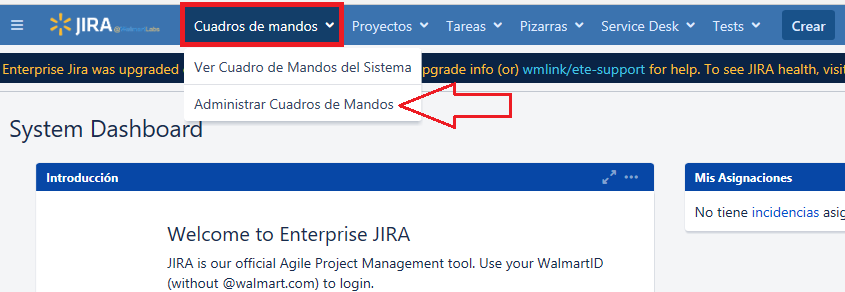 JIRA @WalmartLabs Cuadros de mandos Proyectos Tareas Pizarras Service Desk Tests Crear
Ver Cuadro de Mandos del Sistema
Enterprise Jira was upgraded pgrade info (or) wmlink/ete-support for help. To see JIRA health, visit
Administrar Cuadros de Mandos
System Dashboard
Introducción
Mis Asignaciones
No tiene incidencias asig
Welcome to Enterprise JIRA
JIRA is our official Agile Project Management tool. Use your WalmartID
(without @walmart.com) to login.